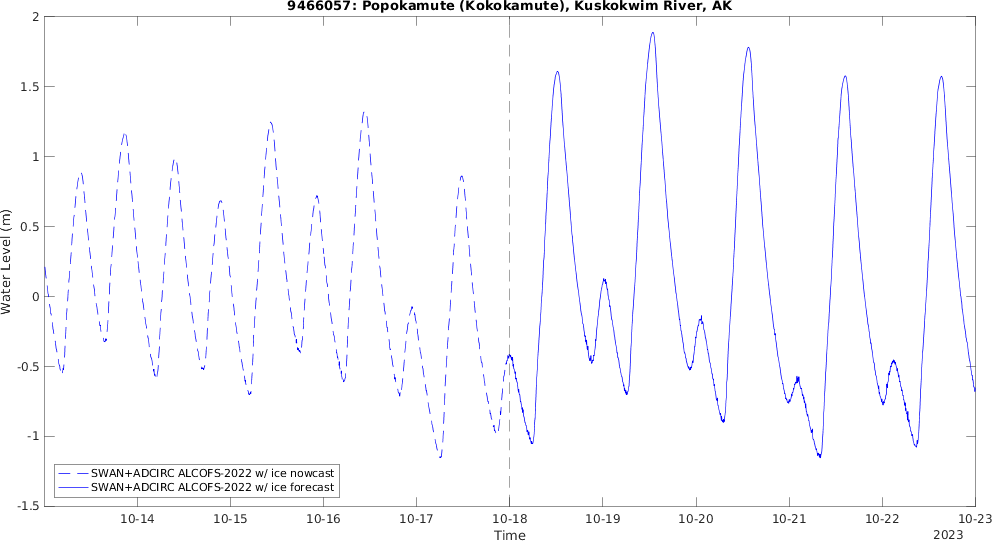 9466057: Popokamute (Kokokamute), Kuskokwim River, AK
2
1.5
1
0.5
0
-0.5
-1
-1.5
Water Level (m)
SWAN+ADCIRC ALCOFS-2022 w/ ice nowcast
SWAN+ADCIRC ALCOFS-2022 w/ ice forecast
10-14 10-15 10-16 10-17 10-18 10-19 10-20 10-21 10-22 10-23
Time
2023